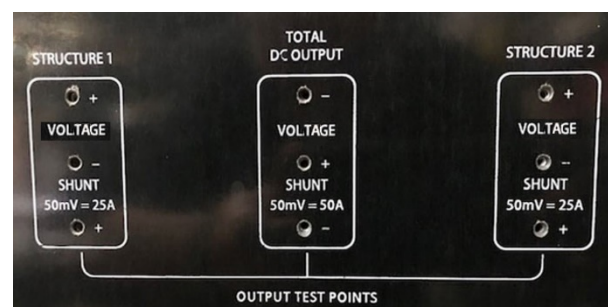 STRUCTURE 1
+
VOLTAGE
-
SHUNT
50mV = 25A
+
TOTAL
DC OUTPUT
-
VOLTAGE
+
SHUNT
50mV = 50A
-
STRUCTURE 2
+
VOLTAGE
-
SHUNT
50mV = 25A
+
OUTPUT TEST POINTS